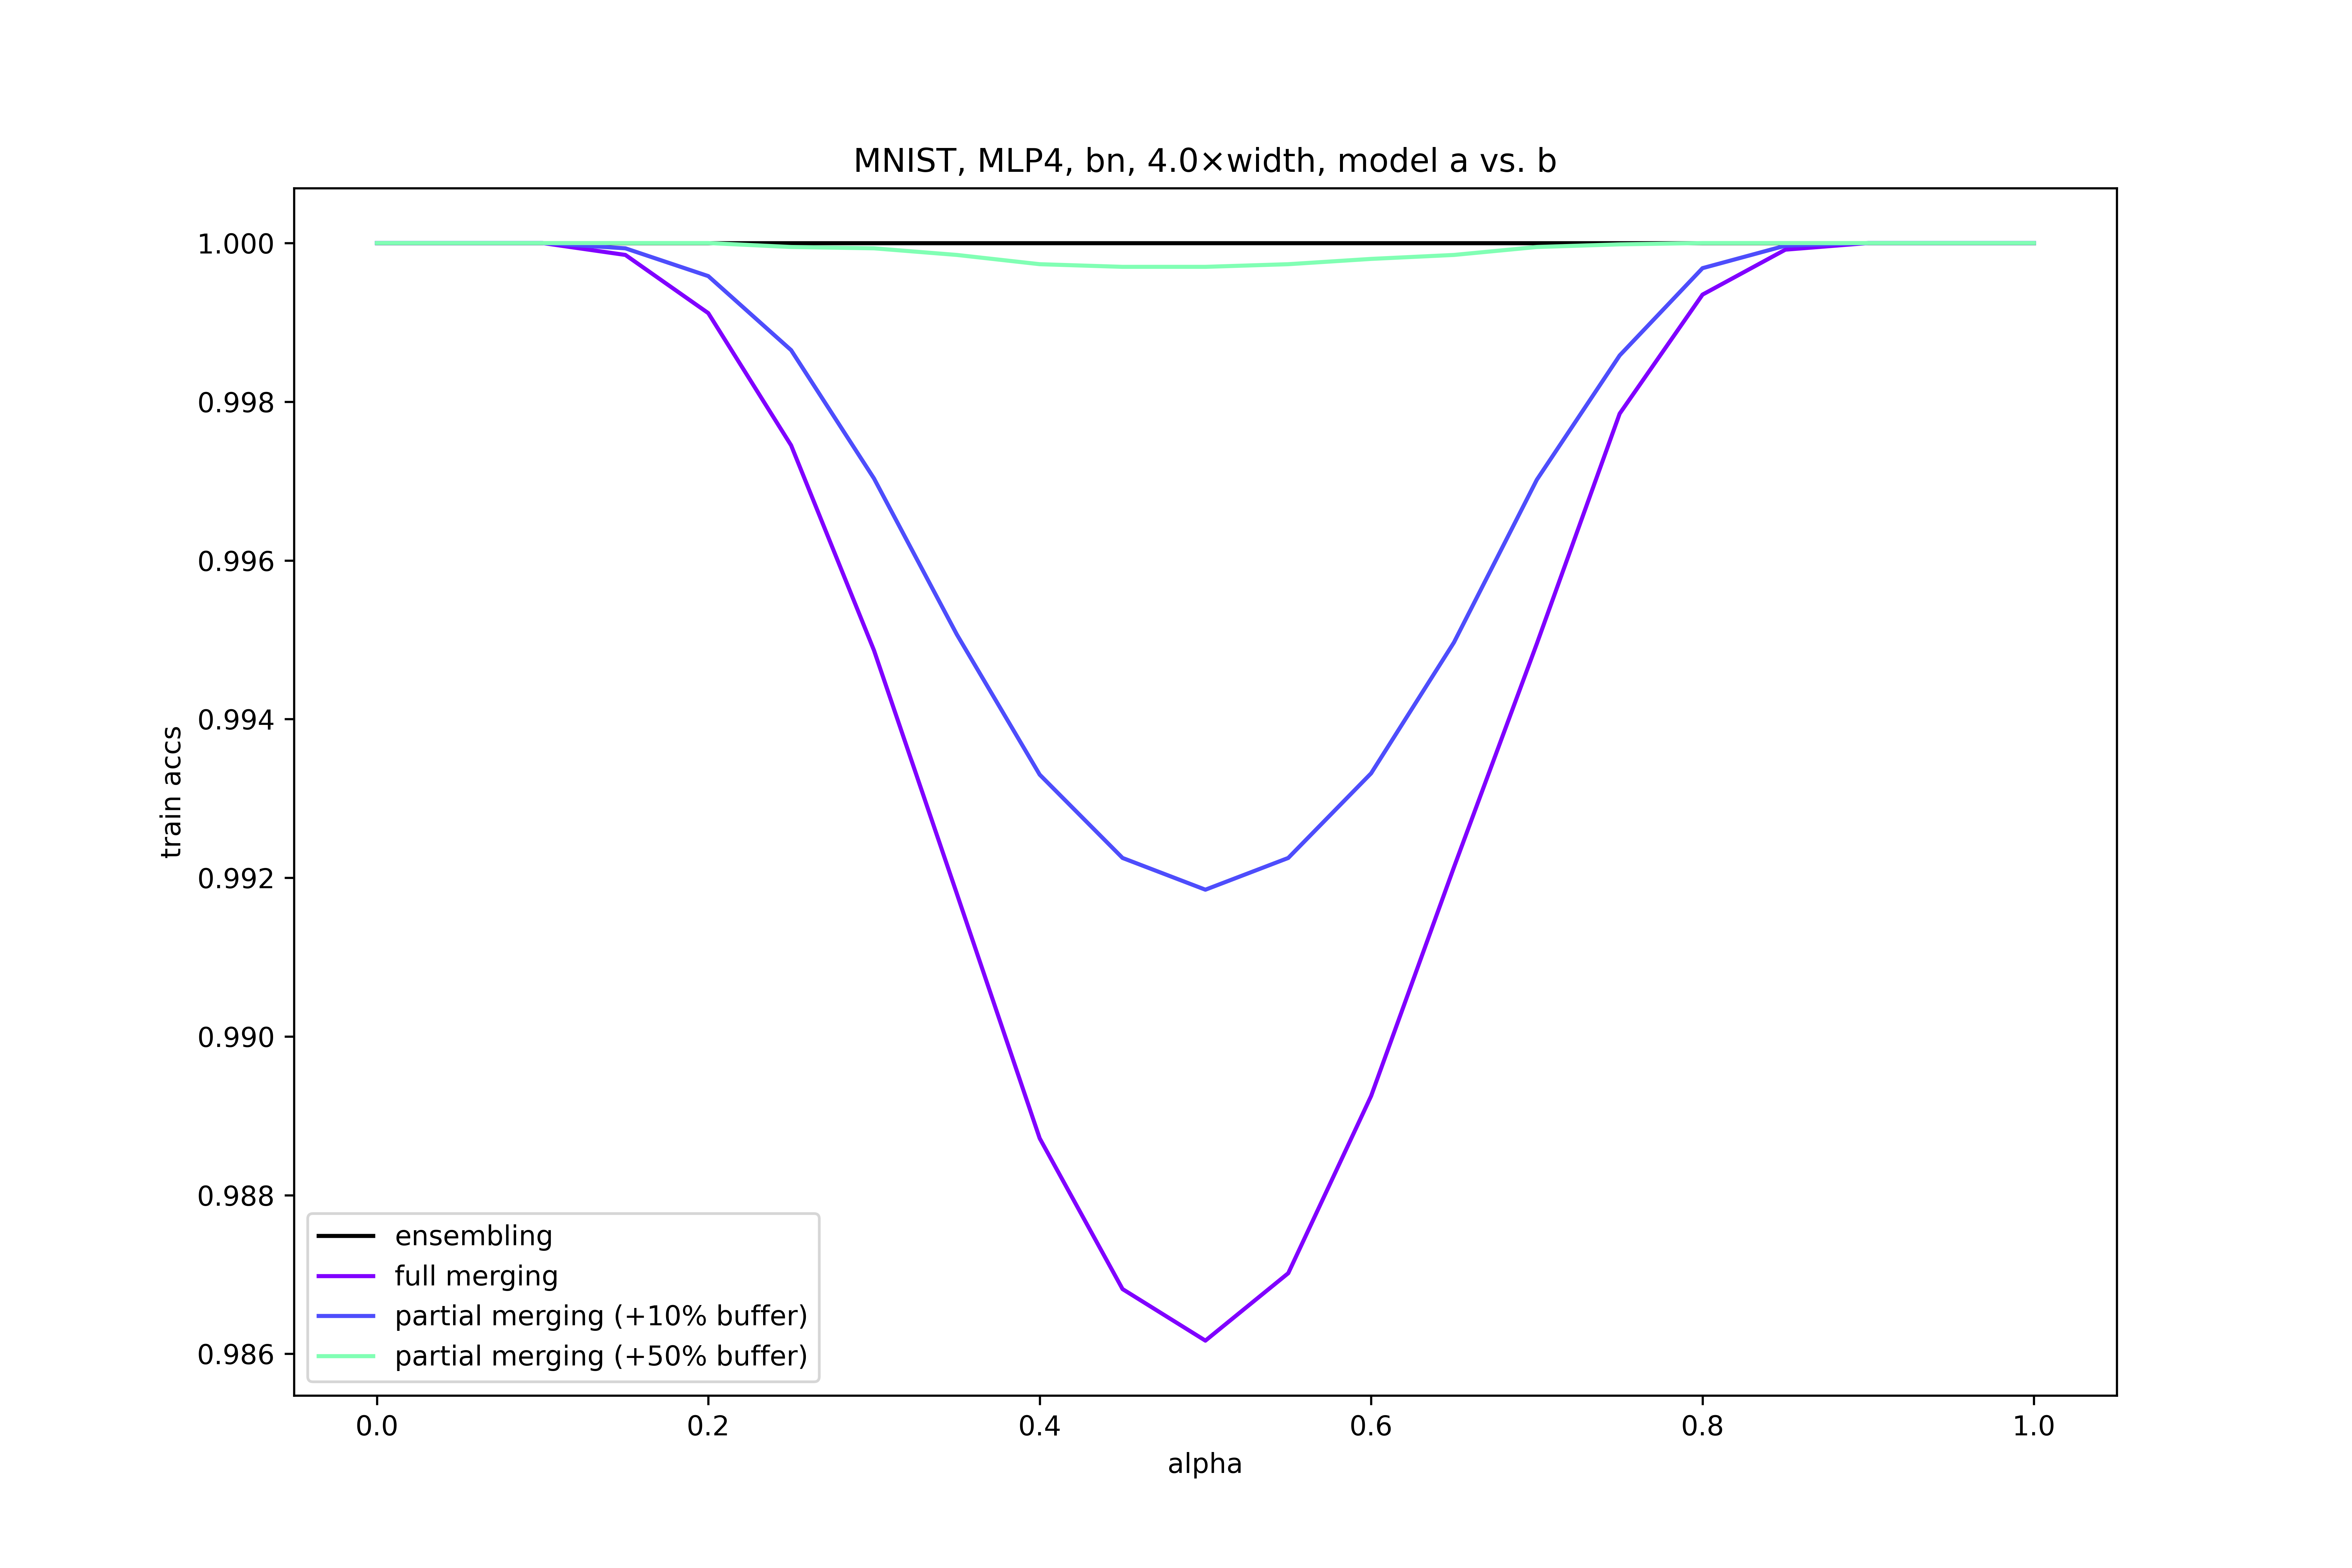 MNIST, MLP4, bn, 4.0×width, model a vs. b
1.000
0.998
0.996
0.994
0.992
0.990
0.988
0.986
train accs
ensembling
full merging
partial merging (+10% buffer)
partial merging (+50% buffer)
0.0
0.2
0.4
0.6
0.8
1.0
alpha